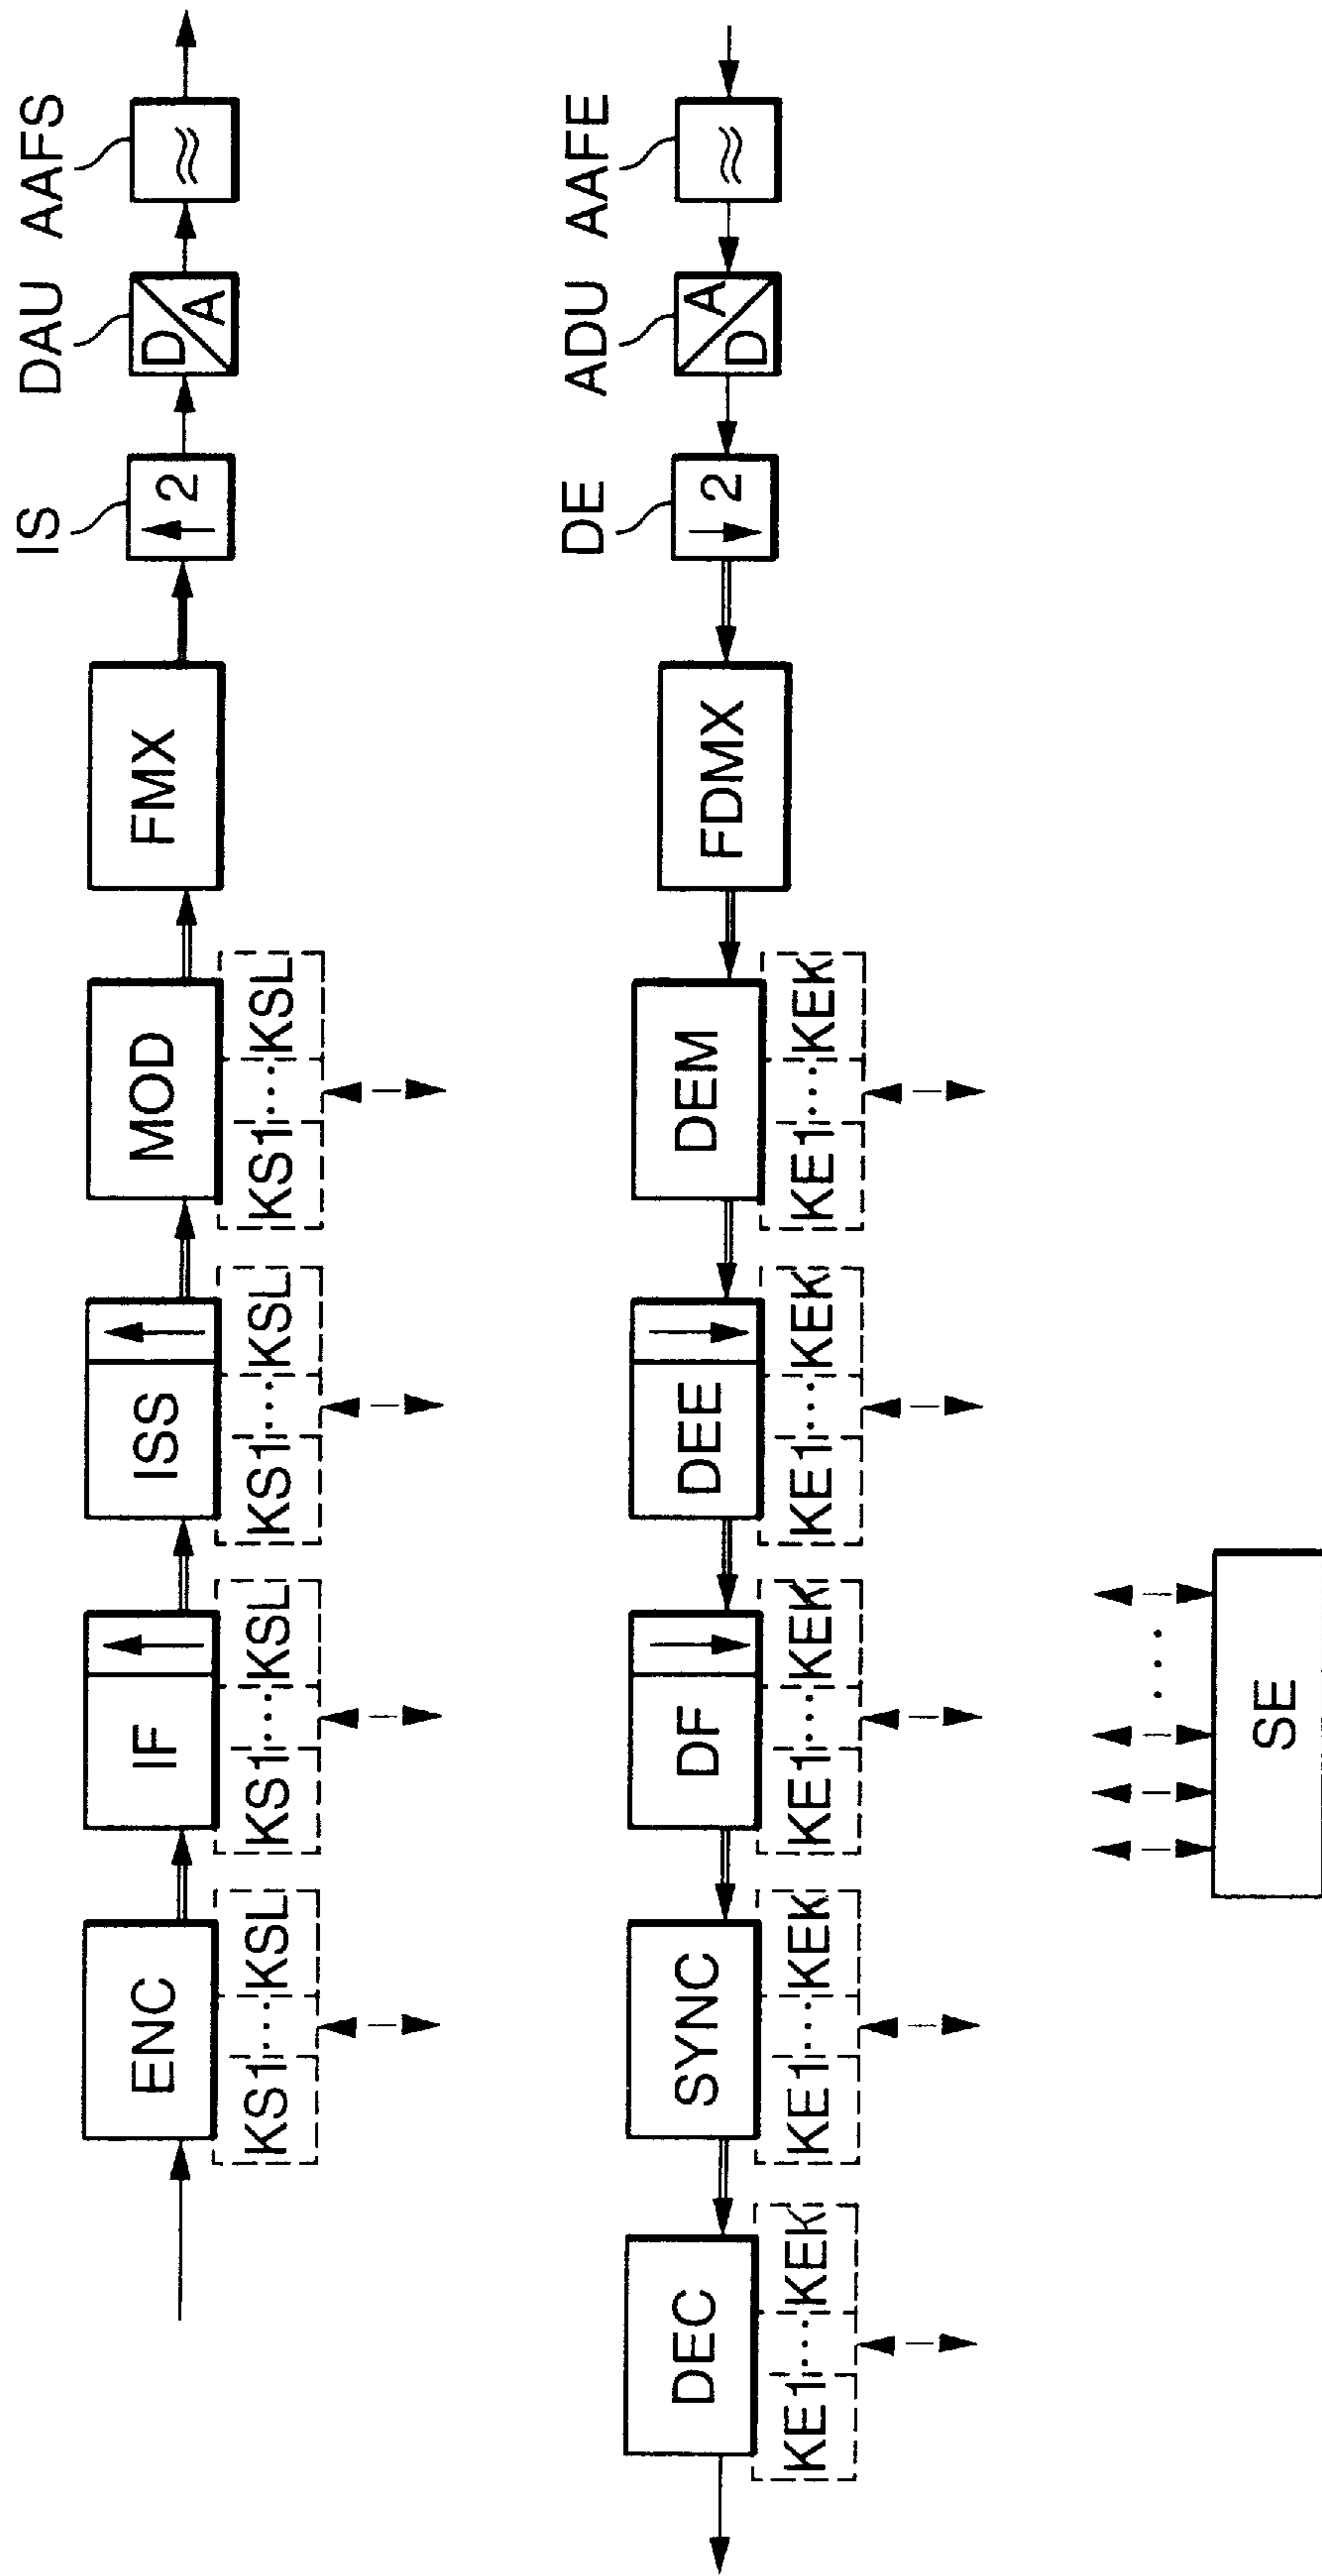 IS DAU AAFS
ENC IF ISS MOD FMX 2 D A ≈
KS1 ... KSL KS1 ... KSL KS1 ... KSL KS1 ... KSL
DE ADU AAFE
DEC SYNC DF DEE DEM FDMX 2 D A ≈
KE1 ... KEK KE1 ... KEK KE1 ... KEK KE1 ... KEK KE1 ... KEK
SE